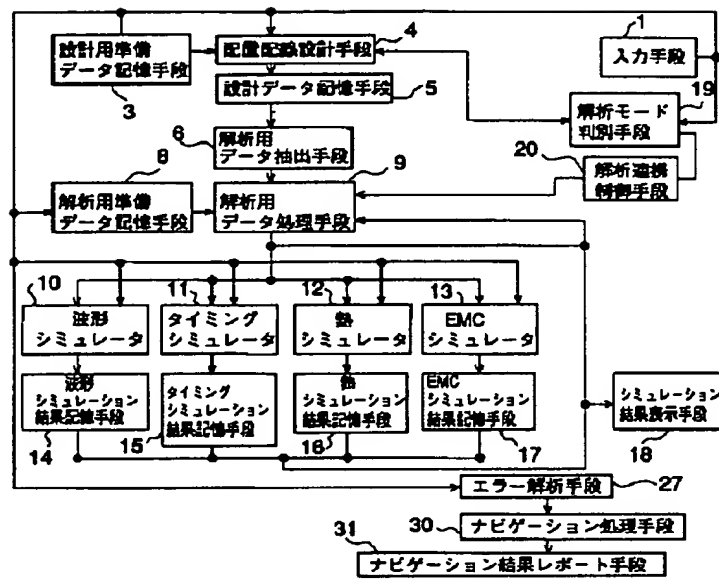 1
入力手段
3
設計用準備
データ記憶手段
4
配置配線設計手段
5
設計データ記憶手段
19
解析モード
判別手段
6
解析用
データ抽出手段
20
解析連携
制御手段
8
解析用準備
データ記憶手段
9
解析用
データ処理手段
10
波形
シミュレータ
11
タイミング
シミュレータ
12
熱
シミュレータ
13
EMC
シミュレータ
波形
シミュレーション
結果記憶手段
14
タイミング
シミュレーション
結果記憶手段
15
熱
シミュレーション
結果記憶手段
16
EMC
シミュレーション
結果記憶手段
17
シミュレーション
結果表示手段
18
エラー解析手段
27
30
ナビゲーション処理手段
31
ナビゲーション結果レポート手段